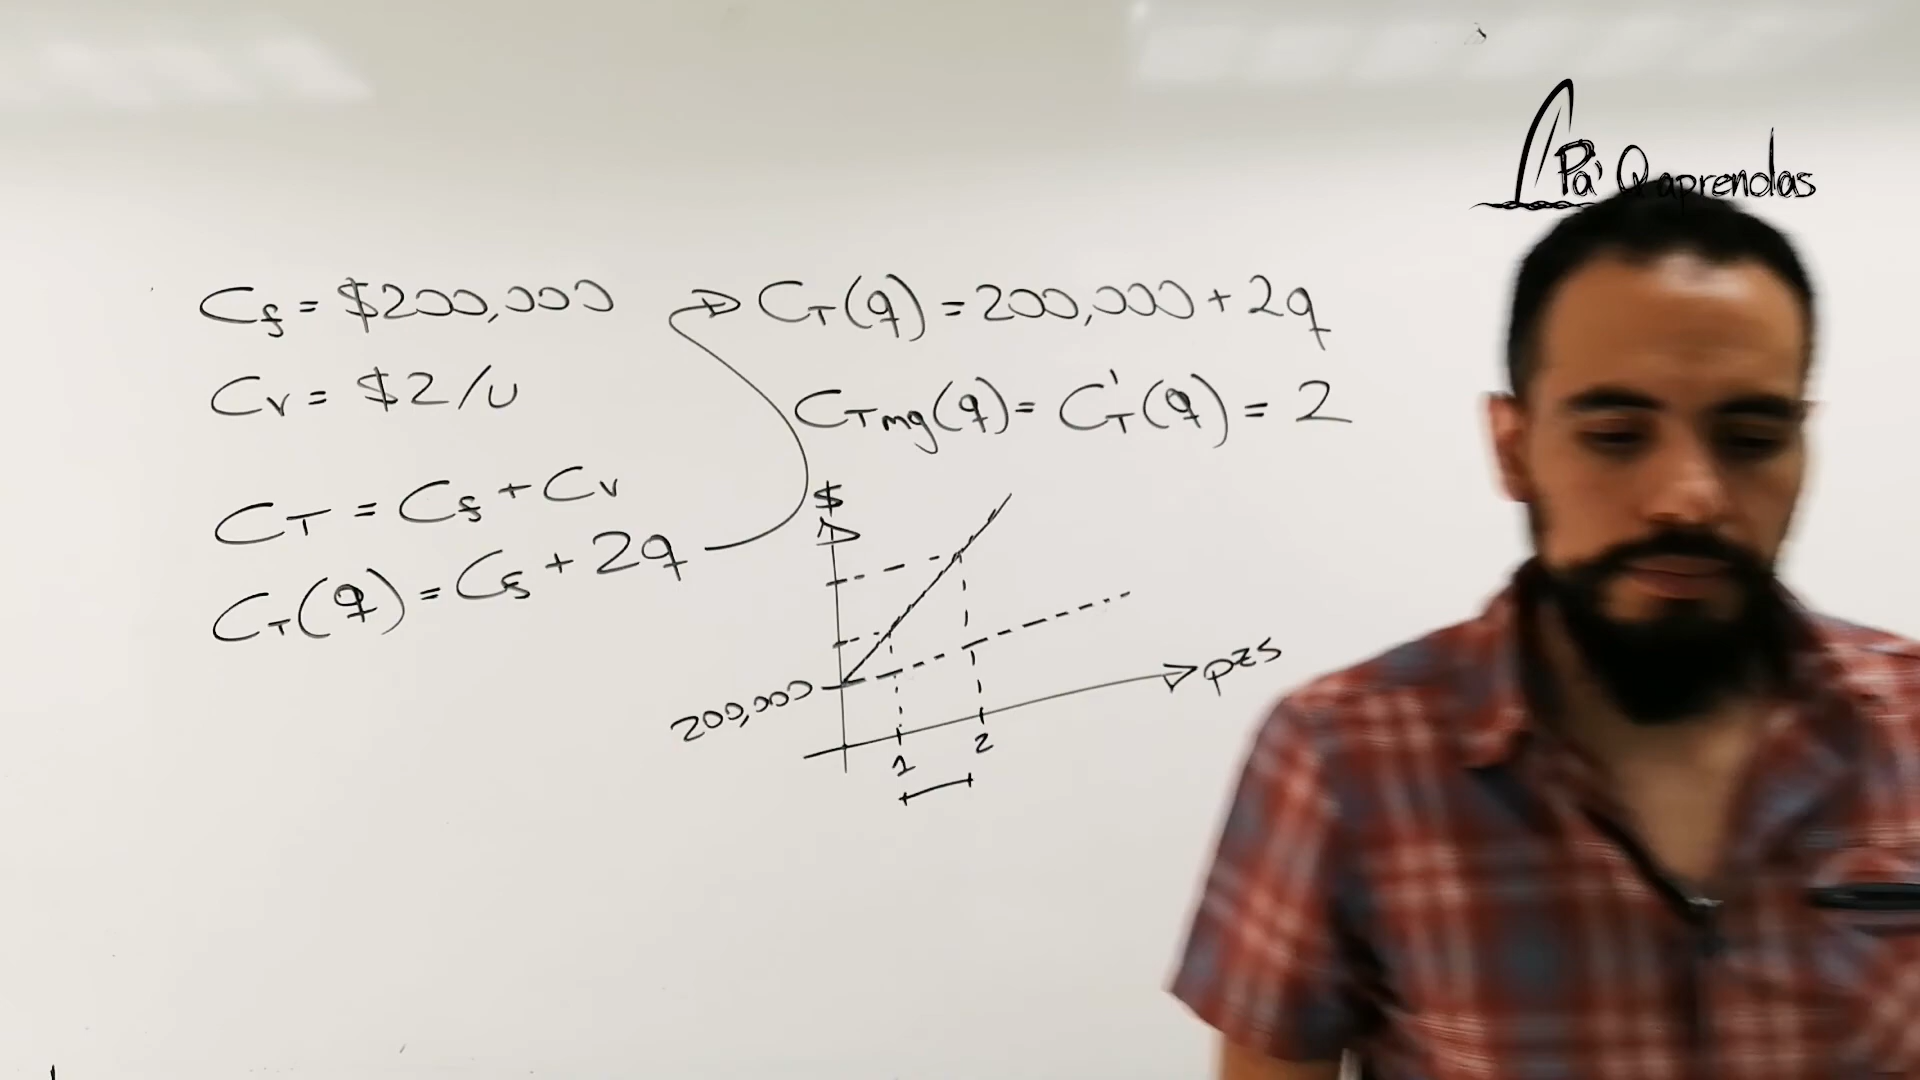 Pa' Q aprendas
Cf = $200,000
Cv = $2/u
CT = Cf + Cv
CT(q) = Cf + 2q
CT(q) = 200,000 + 2q
CTmg(q) = C'T(q) = 2
$
200,000
1
2
pzs